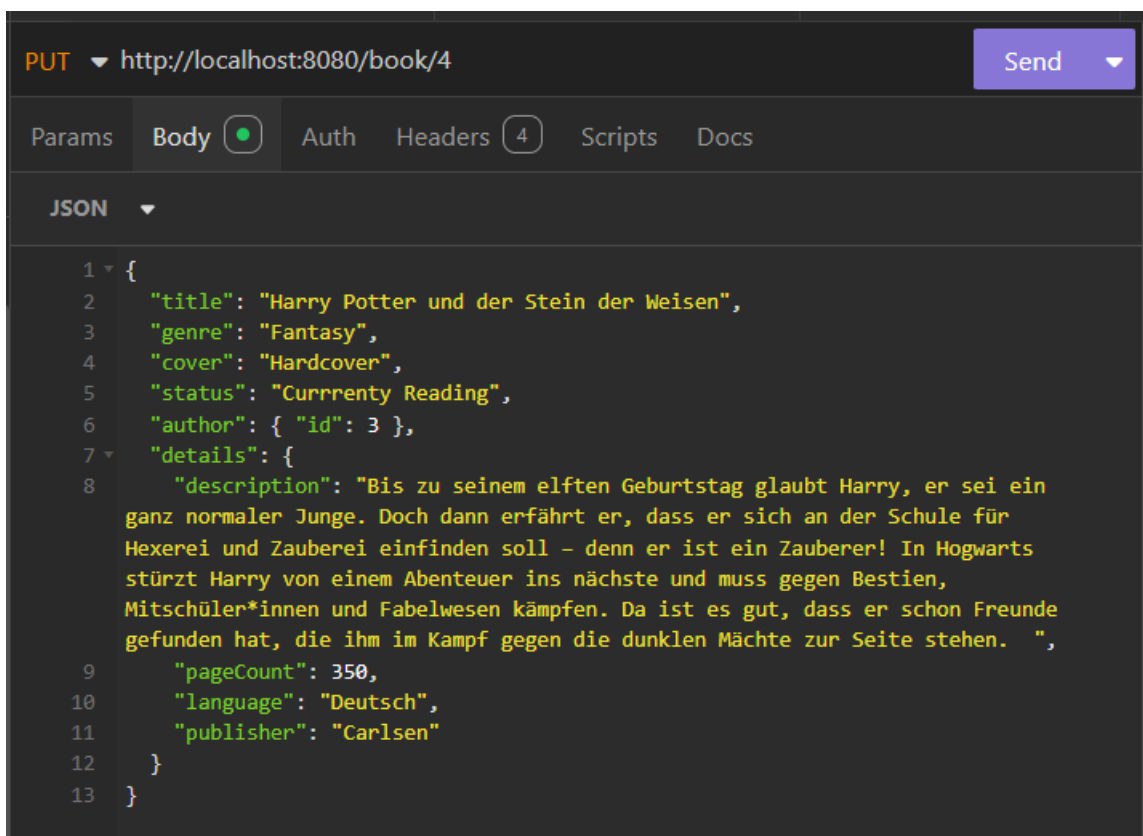 PUT http://localhost:8080/book/4 Send
Params Body Auth Headers 4 Scripts Docs
JSON
1 {
2 "title": "Harry Potter und der Stein der Weisen",
3 "genre": "Fantasy",
4 "cover": "Hardcover",
5 "status": "Currrenty Reading",
6 "author": { "id": 3 },
7 "details": {
8 "description": "Bis zu seinem elften Geburtstag glaubt Harry, er sei ein
ganz normaler Junge. Doch dann erfährt er, dass er sich an der Schule für
Hexerei und Zauberei einfinden soll – denn er ist ein Zauberer! In Hogwarts
stürzt Harry von einem Abenteuer ins nächste und muss gegen Bestien,
Mitschüler*innen und Fabelwesen kämpfen. Da ist es gut, dass er schon Freunde
gefunden hat, die ihm im Kampf gegen die dunklen Mächte zur Seite stehen.  ",
9 "pageCount": 350,
10 "language": "Deutsch",
11 "publisher": "Carlsen"
12 }
13 }